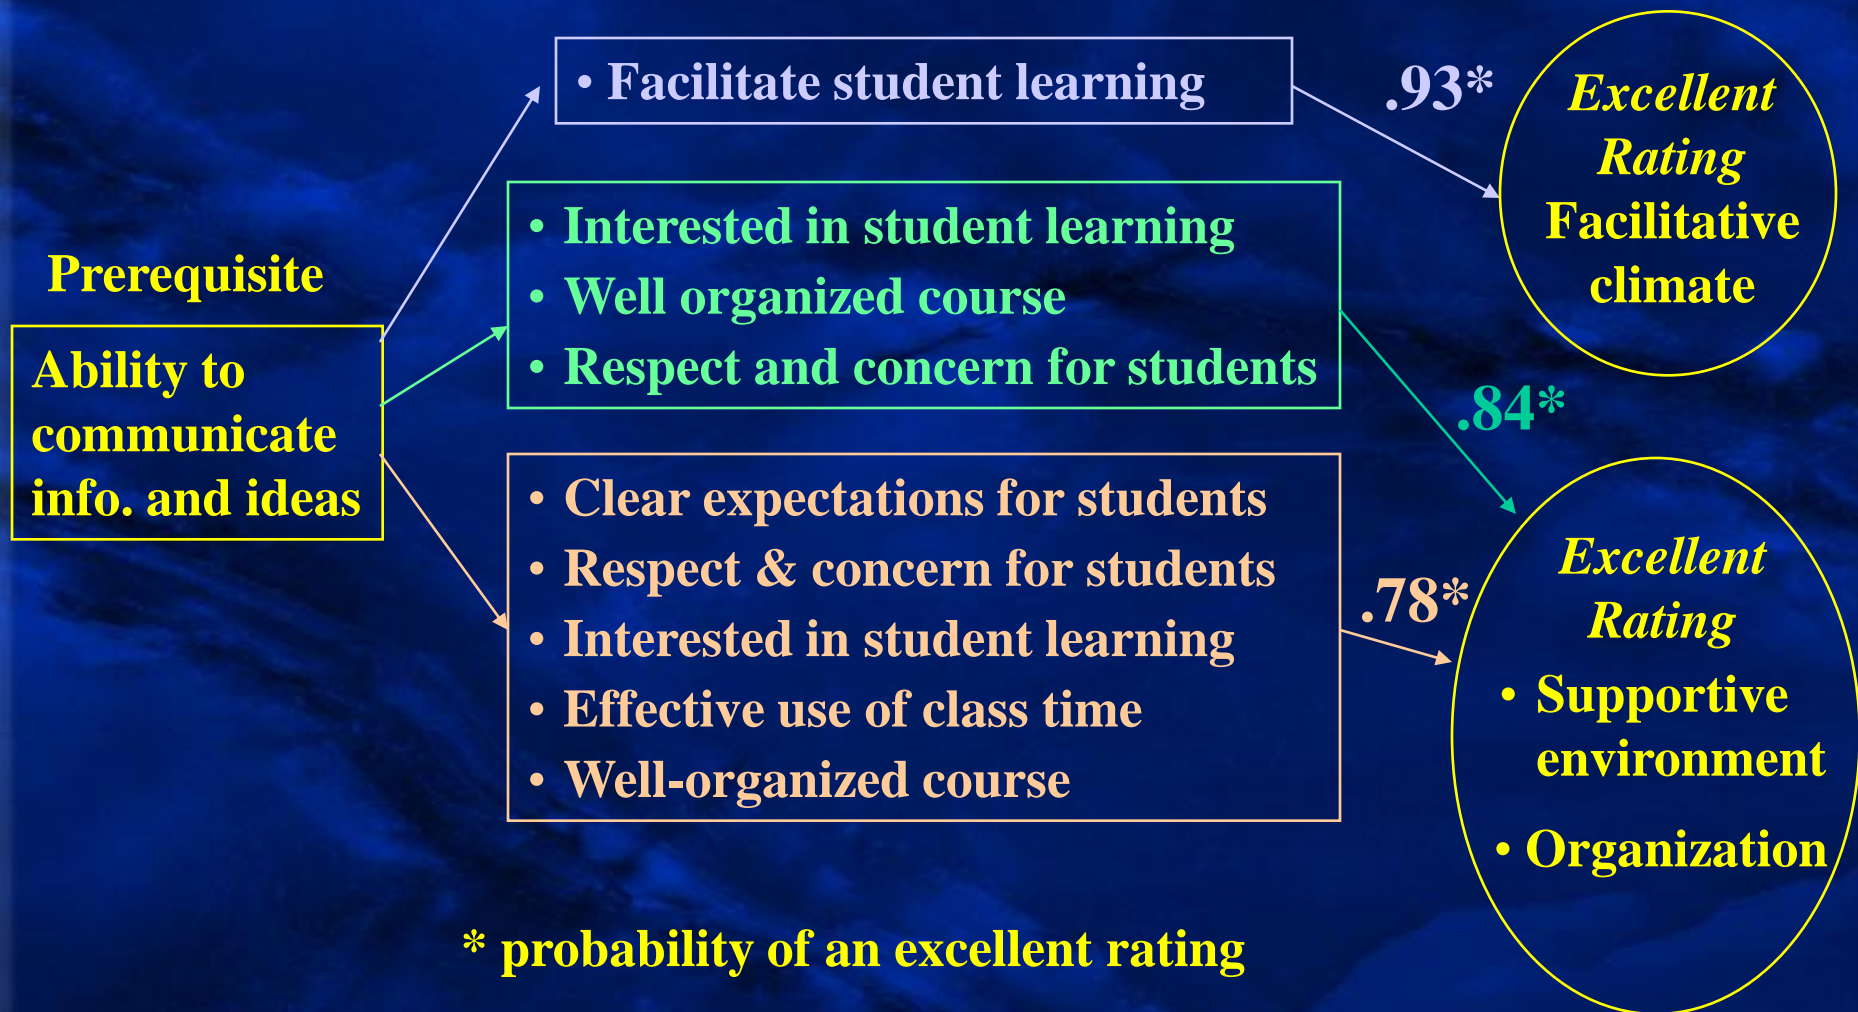 Prerequisite
Ability to
communicate
info. and ideas
• Facilitate student learning
.93*
Excellent
Rating
Facilitative
climate
• Interested in student learning
• Well organized course
• Respect and concern for students
.84*
• Clear expectations for students
• Respect & concern for students
• Interested in student learning
• Effective use of class time
• Well-organized course
.78*
Excellent
Rating
• Supportive
environment
• Organization
* probability of an excellent rating